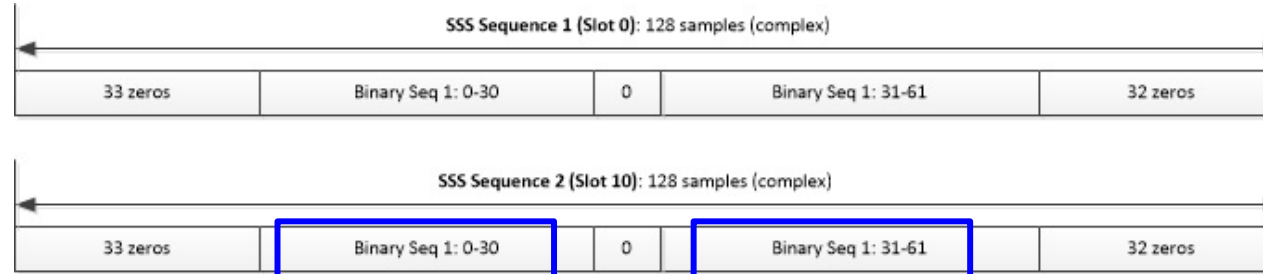 SSS Sequence 1 (Slot 0): 128 samples (complex)
33 zeros Binary Seq 1: 0-30 0 Binary Seq 1: 31-61 32 zeros
SSS Sequence 2 (Slot 10): 128 samples (complex)
33 zeros Binary Seq 1: 0-30 0 Binary Seq 1: 31-61 32 zeros